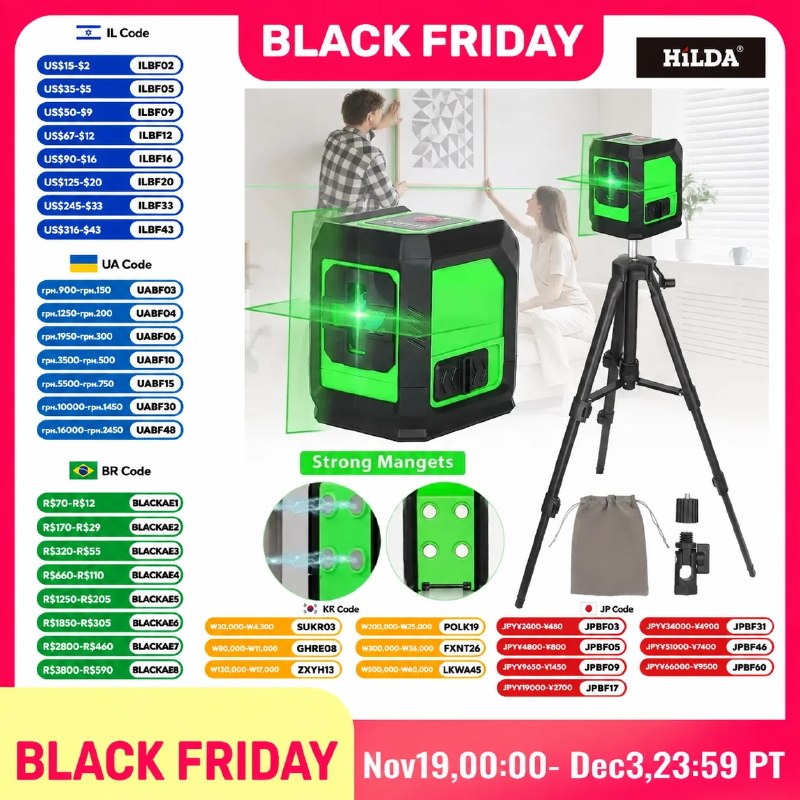 BLACK FRIDAY
HiLDA®
IL Code
US$15-$2 ILBF02
US$35-$5 ILBF05
US$50-$9 ILBF09
US$67-$12 ILBF12
US$90-$16 ILBF16
US$125-$20 ILBF20
US$245-$33 ILBF33
US$316-$43 ILBF43
UA Code
грн.900-грн.150 UABF03
грн.1250-грн.200 UABF04
грн.1950-грн.300 UABF06
грн.3500-грн.500 UABF10
грн.5500-грн.750 UABF15
грн.10000-грн.1450 UABF30
грн.16000-грн.2450 UABF48
BR Code
R$70-R$12 BLACKAE1
R$170-R$29 BLACKAE2
R$320-R$55 BLACKAE3
R$660-R$110 BLACKAE4
R$1250-R$205 BLACKAE5
R$1850-R$305 BLACKAE6
R$2800-R$460 BLACKAE7
R$3800-R$590 BLACKAE8
Strong Mangets
KR Code
₩30,000-₩4,300 SUKR03
₩80,000-₩11,000 GHRE08
₩130,000-₩17,000 ZXYH13
₩200,000-₩25,000 POLK19
₩300,000-₩36,000 FXNT26
₩500,000-₩60,000 LKWA45
JP Code
JPY¥2400-¥480 JPBF03
JPY¥4800-¥800 JPBF05
JPY¥9650-¥1450 JPBF09
JPY¥19000-¥2700 JPBF17
JPY¥34000-¥4900 JPBF31
JPY¥51000-¥7400 JPBF46
JPY¥66000-¥9500 JPBF60
BLACK FRIDAY
Nov19,00:00- Dec3,23:59 PT